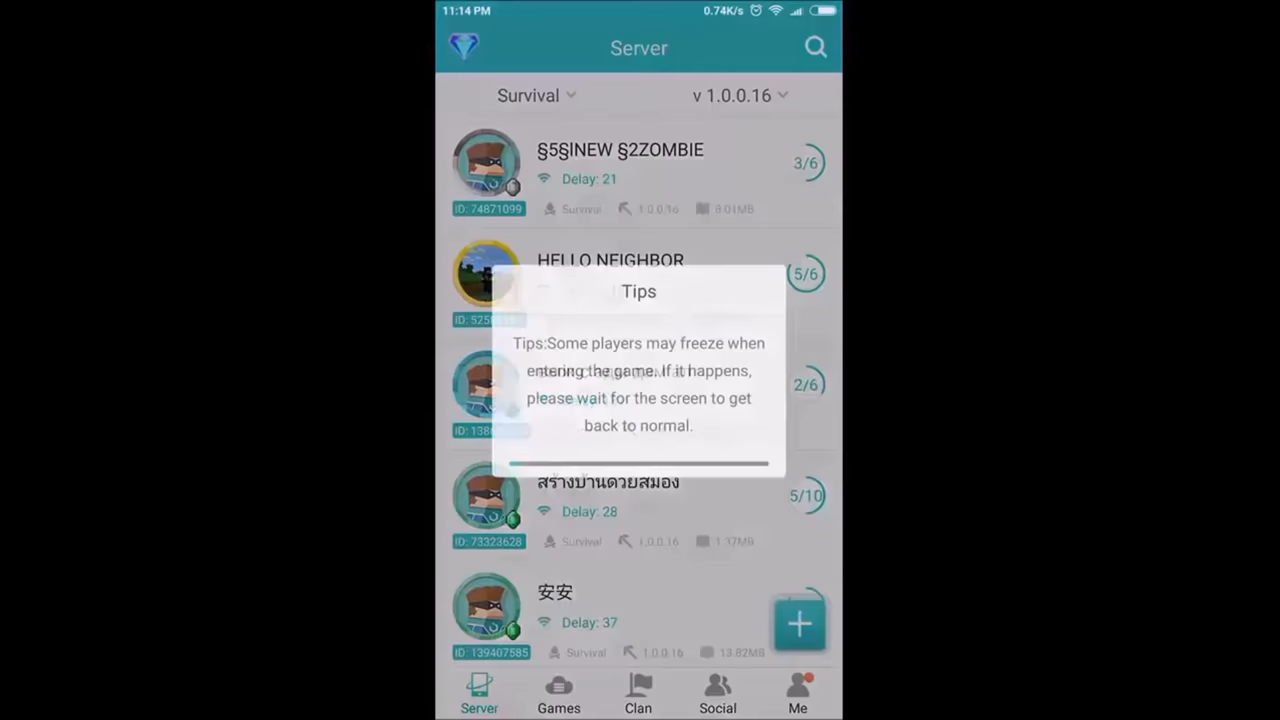 11:14 PM
0.74K/s
Server
Survival
v 1.0.0.16
§5§lNEW §2ZOMBIE
3/6
Delay: 21
ID: 74871099
Survival
1.0.0.16
8.01MB
HELLO NEIGHBOR
5/6
Tips
Tips:Some players may freeze when
entering the game. If it happens,
please wait for the screen to get
back to normal.
2/6
สร้างบ้านด้วยสมอง
5/10
Delay: 28
ID: 73323628
Survival
1.0.0.16
1.37MB
安安
Delay: 37
ID: 139407585
Survival
1.0.0.16
13.82MB
Server
Games
Clan
Social
Me